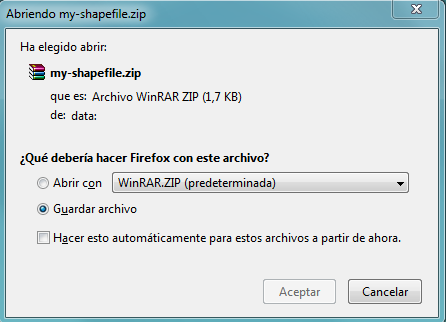 Abriendo my-shapefile.zip
Ha elegido abrir:
my-shapefile.zip
que es: Archivo WinRAR ZIP (1,7 KB)
de: data:
¿Qué debería hacer Firefox con este archivo?
Abrir con WinRAR.ZIP (predeterminada)
Guardar archivo
Hacer esto automáticamente para estos archivos a partir de ahora.
Aceptar Cancelar